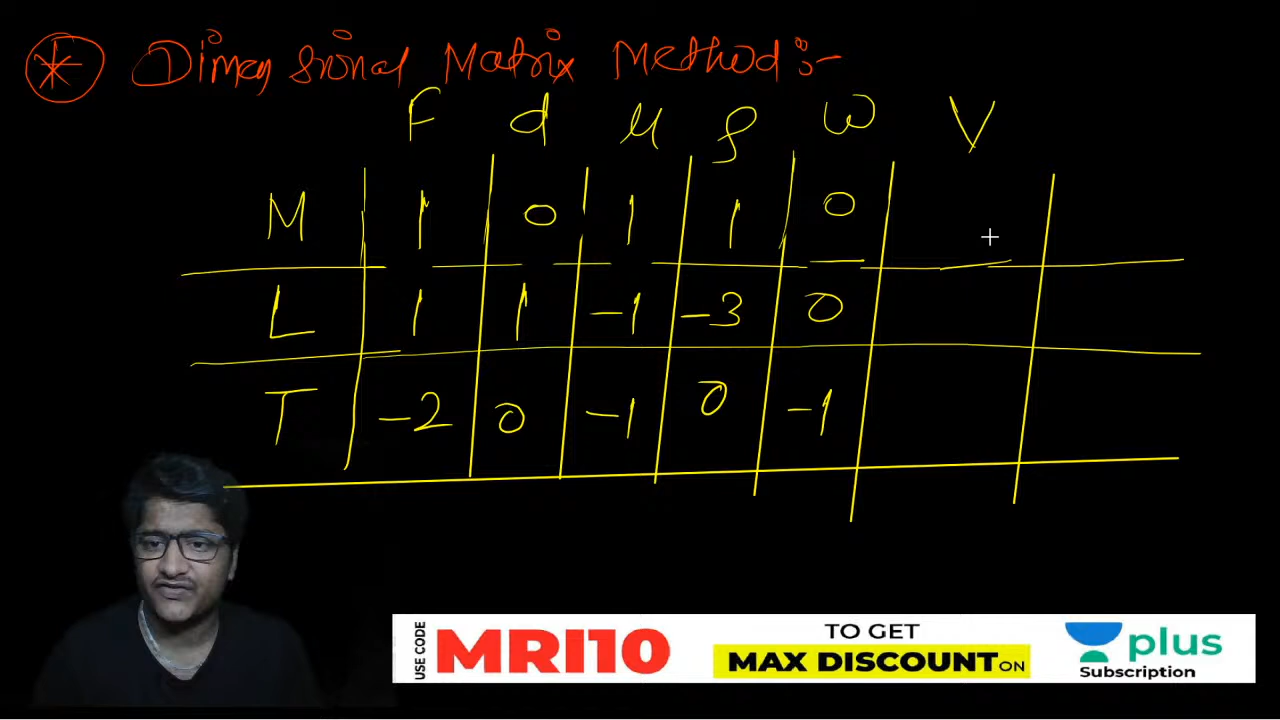 * Dimensional Matrix Method :-
F d μ ρ ω V
M 1 0 1 1 0
L 1 1 -1 -3 0
T -2 0 -1 0 -1
USE CODE MRI10 TO GET MAX DISCOUNT ON plus Subscription